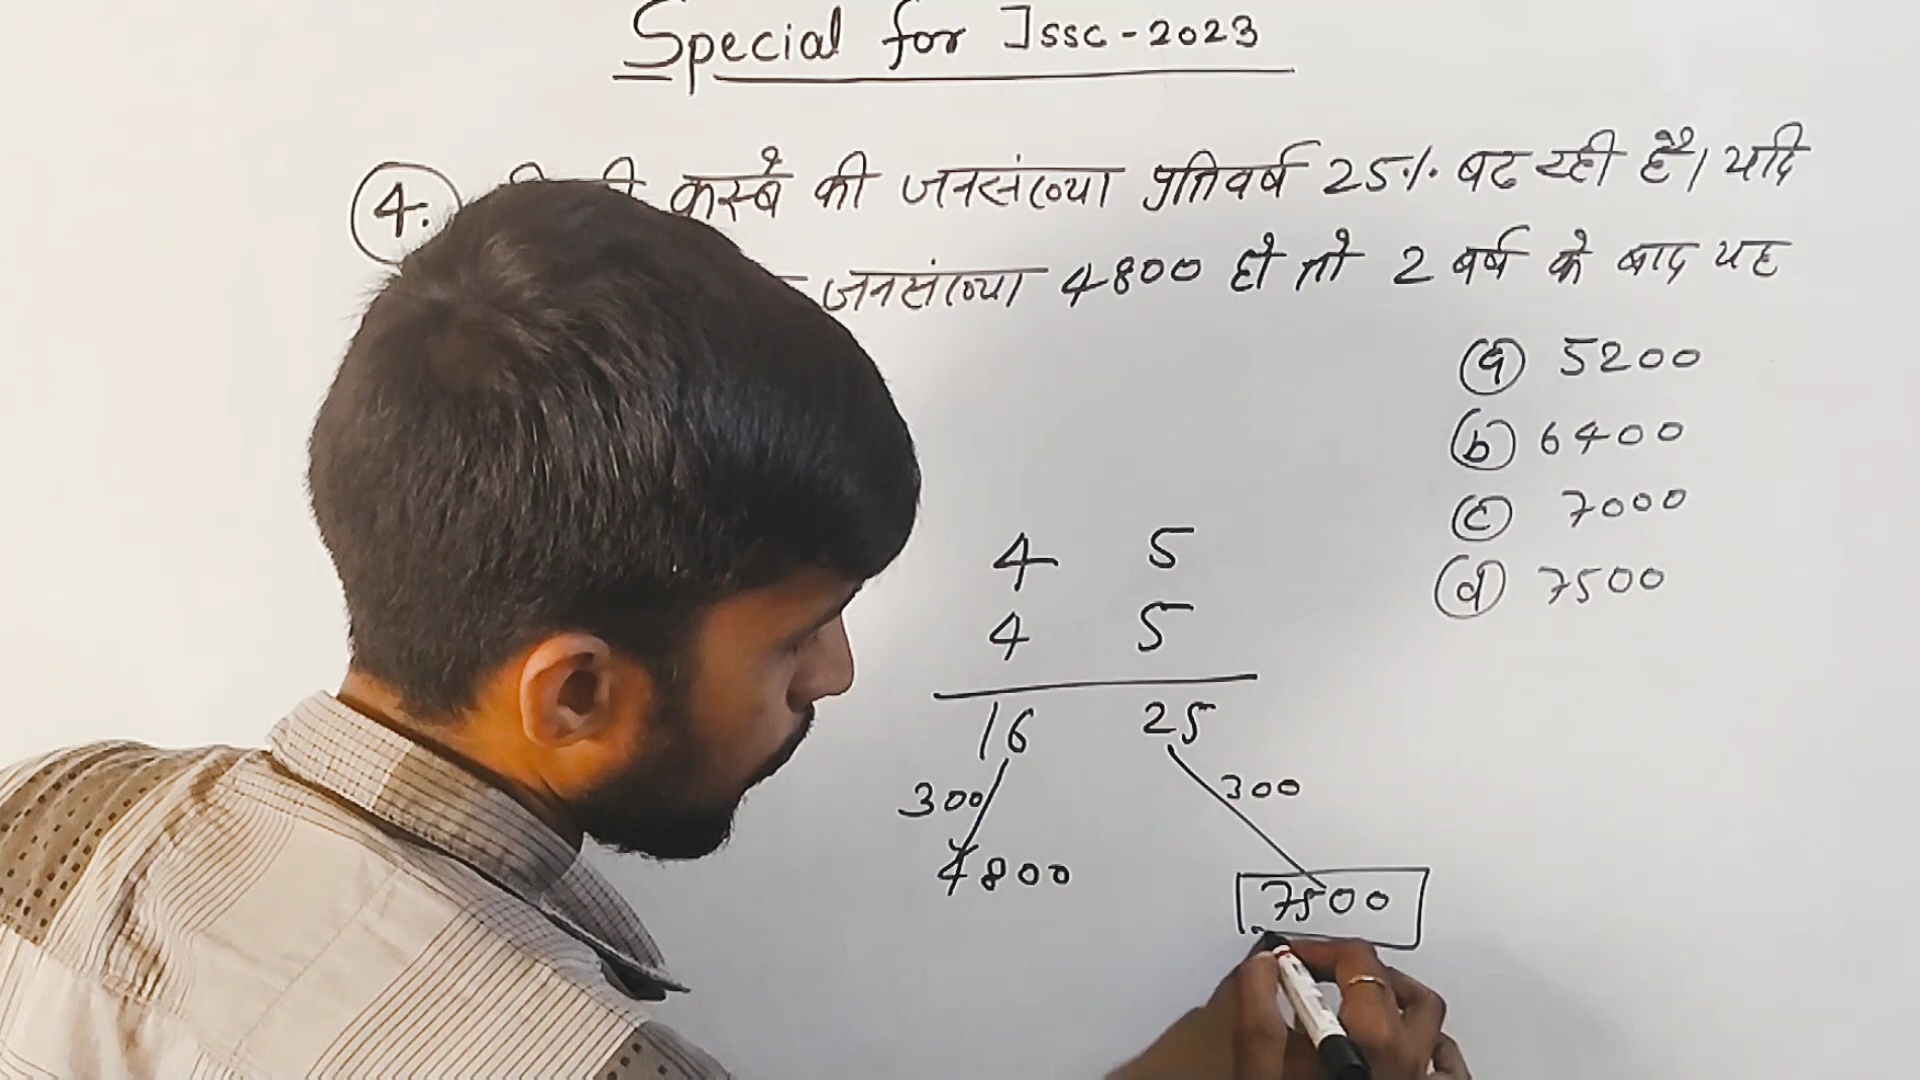 Special for JSSC-2023
4. कस्बे की जनसंख्या प्रतिवर्ष 25% बढ रही है। यदि
जनसंख्या 4800 हो तो 2 वर्ष के बाद यह
(a) 5200
(b) 6400
(c) 7000
(d) 7500
4 5
4 5
16 25
300 300
4800 7500